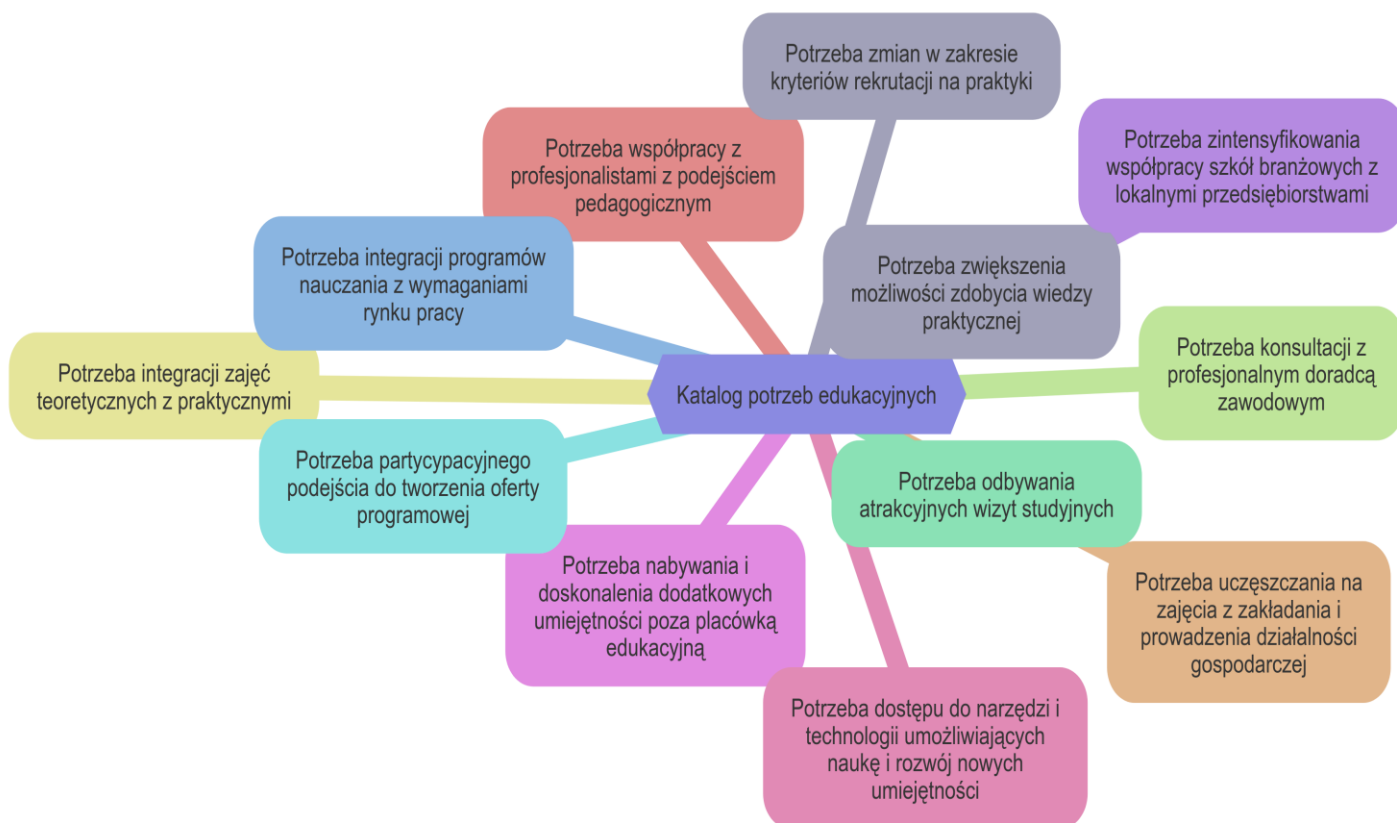 Potrzeba zmian w zakresie
kryteriów rekrutacji na praktyki
Potrzeba współpracy z
profesjonalistami z podejściem
pedagogicznym
Potrzeba zintensyfikowania
współpracy szkół branżowych z
lokalnymi przedsiębiorstwami
Potrzeba integracji programów
nauczania z wymaganiami
rynku pracy
Potrzeba zwiększenia
możliwości zdobycia wiedzy
praktycznej
Potrzeba integracji zajęć
teoretycznych z praktycznymi
Katalog potrzeb edukacyjnych
Potrzeba konsultacji z
profesjonalnym doradcą
zawodowym
Potrzeba partycypacyjnego
podejścia do tworzenia oferty
programowej
Potrzeba odbywania
atrakcyjnych wizyt studyjnych
Potrzeba nabywania i
doskonalenia dodatkowych
umiejętności poza placówką
edukacyjną
Potrzeba uczęszczania na
zajęcia z zakładania i
prowadzenia działalności
gospodarczej
Potrzeba dostępu do narzędzi i
technologii umożliwiających
naukę i rozwój nowych
umiejętności